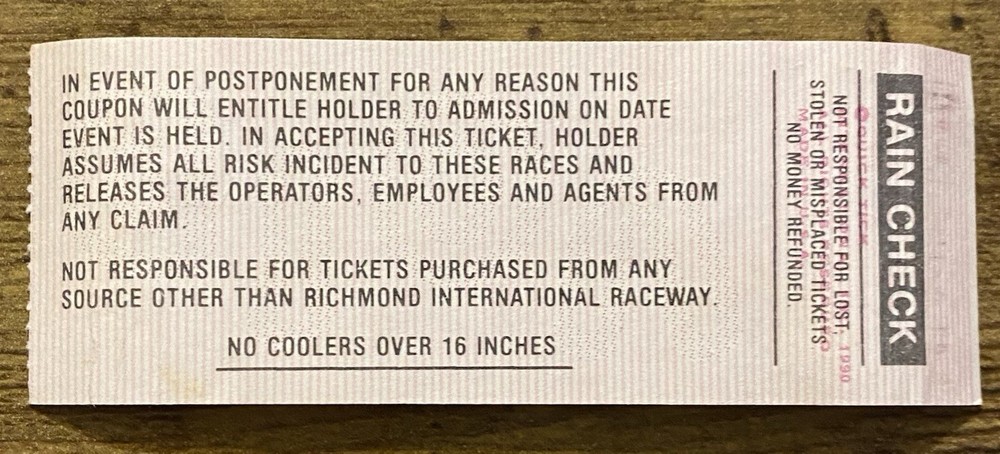 IN EVENT OF POSTPONEMENT FOR ANY REASON THIS
COUPON WILL ENTITLE HOLDER TO ADMISSION ON DATE
EVENT IS HELD. IN ACCEPTING THIS TICKET, HOLDER
ASSUMES ALL RISK INCIDENT TO THESE RACES AND
RELEASES THE OPERATORS, EMPLOYEES AND AGENTS FROM
ANY CLAIM.
NOT RESPONSIBLE FOR TICKETS PURCHASED FROM ANY
SOURCE OTHER THAN RICHMOND INTERNATIONAL RACEWAY.
NO COOLERS OVER 16 INCHES
RAIN CHECK
NOT RESPONSIBLE FOR LOST,
STOLEN OR MISPLACED TICKETS
NO MONEY REFUNDED.
1990